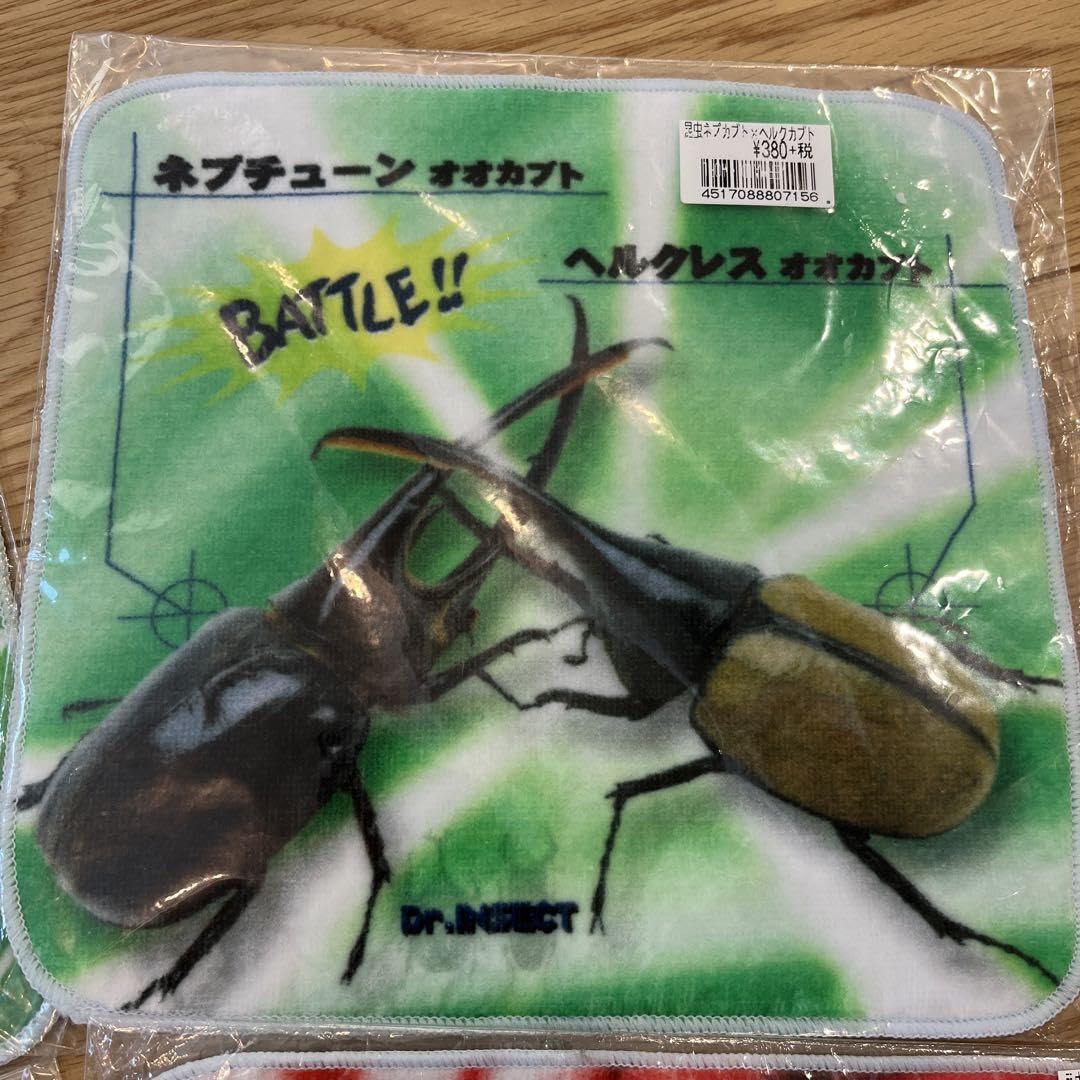 昆虫ネプカブト×ヘルクカブト
¥380+税
4517088807156
ネプチューン オオカブト
ヘルクレス オオカブト
BATTLE!!
Dr.INSECT